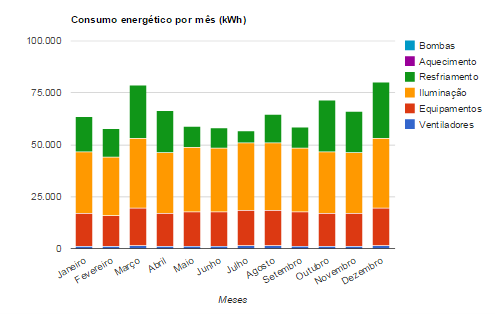 Consumo energético por mês (kWh)
100.000
75.000
50.000
25.000
0
Janeiro
Fevereiro
Março
Abril
Maio
Junho
Julho
Agosto
Setembro
Outubro
Novembro
Dezembro
Meses
Bombas
Aquecimento
Resfriamento
Iluminação
Equipamentos
Ventiladores